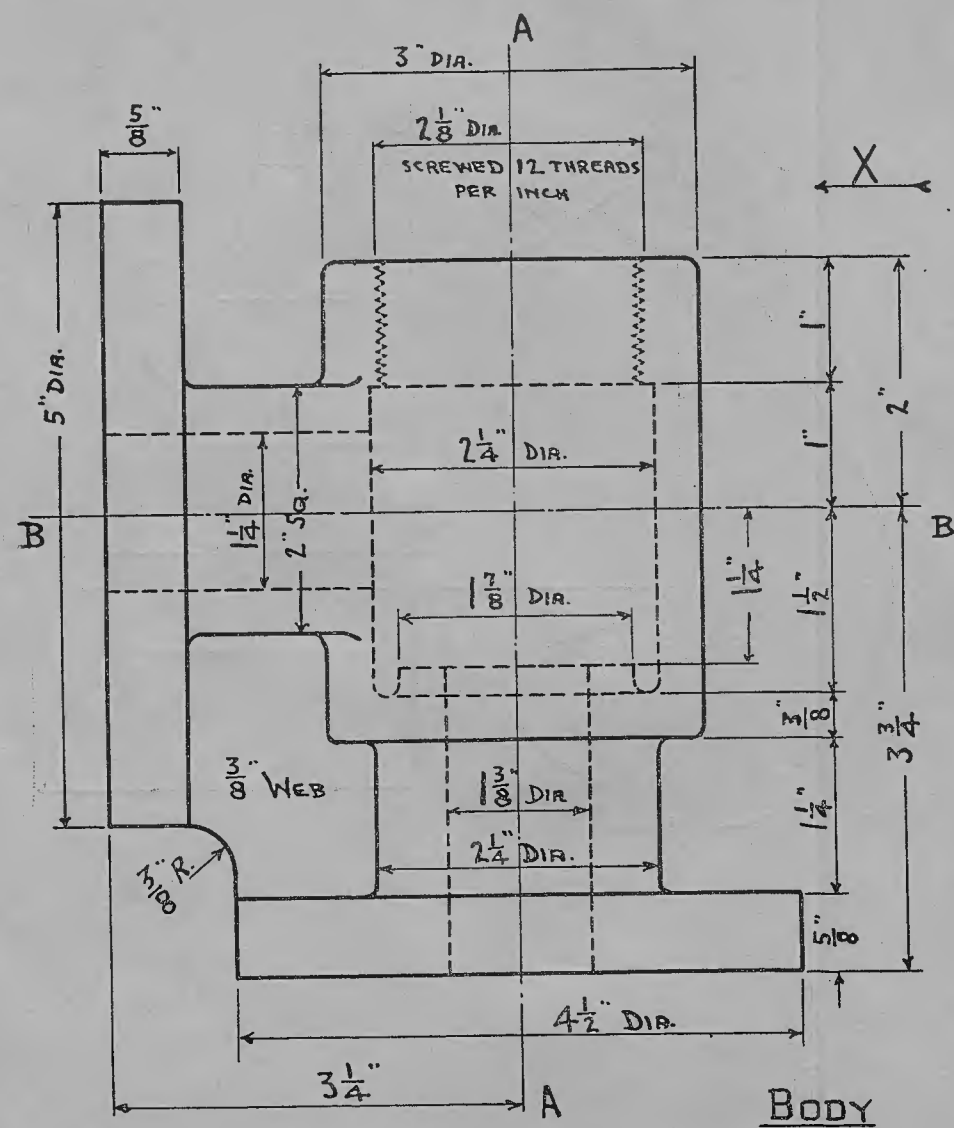 A
3" DIA.
5/8"
2 1/8" DIA.
SCREWED 12 THREADS
PER INCH
X
1"
2"
5" DIA.
1"
2 1/4" DIA.
1 1/4" DIA.
2" SQ.
B
B
1 7/8" DIA.
1 1/4"
1 1/2"
3/8"
3 3/4"
3/8" WEB
1 3/8" DIA
1 1/4"
2 1/4" DIA.
3/8" R.
5/8"
4 1/2" DIA.
3 1/4"
A
BODY